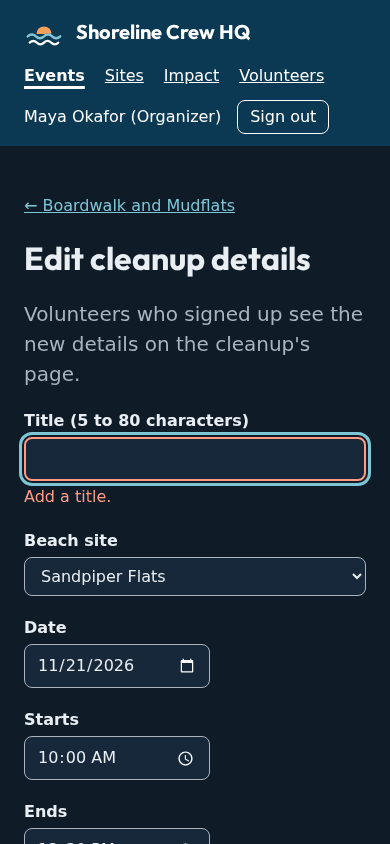 Shoreline Crew HQ
Events Sites Impact Volunteers
Maya Okafor (Organizer) Sign out
← Boardwalk and Mudflats
Edit cleanup details
Volunteers who signed up see the
new details on the cleanup's
page.
Title (5 to 80 characters)
Add a title.
Beach site
Sandpiper Flats
Date
11/21/2026
Starts
10:00 AM
Ends